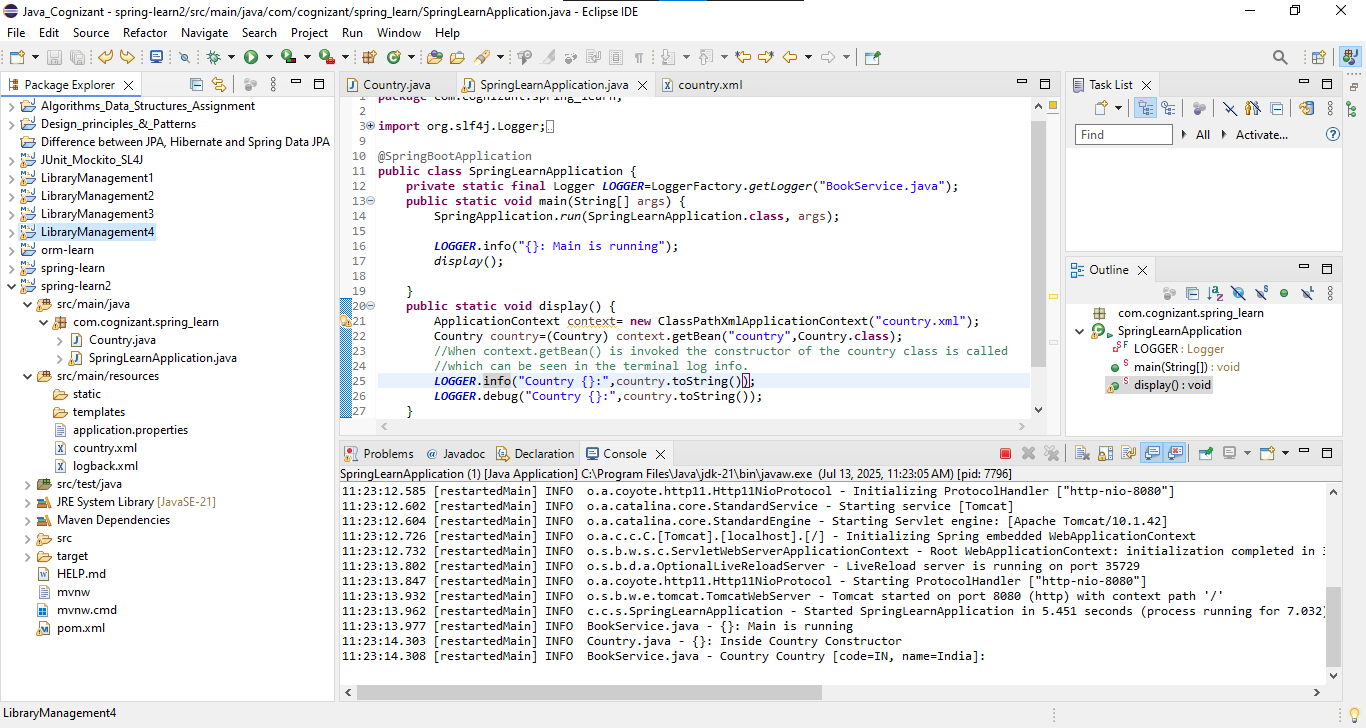 Java_Cognizant - spring-learn2/src/main/java/com/cognizant/spring_learn/SpringLearnApplication.java - Eclipse IDE
File Edit Source Refactor Navigate Search Project Run Window Help
Package Explorer
Algorithms_Data_Structures_Assignment
Design_principles_&_Patterns
Difference between JPA, Hibernate and Spring Data JPA
JUnit_Mockito_SL4J
LibraryManagement1
LibraryManagement2
LibraryManagement3
LibraryManagement4
orm-learn
spring-learn
spring-learn2
src/main/java
com.cognizant.spring_learn
Country.java
SpringLearnApplication.java
src/main/resources
static
templates
application.properties
country.xml
logback.xml
src/test/java
JRE System Library [JavaSE-21]
Maven Dependencies
src
target
HELP.md
mvnw
mvnw.cmd
pom.xml
Country.java SpringLearnApplication.java country.xml
1 package com.cognizant.spring_learn;
2
3 import org.slf4j.Logger;
9
10 @SpringBootApplication
11 public class SpringLearnApplication {
12 private static final Logger LOGGER=LoggerFactory.getLogger("BookService.java");
13 public static void main(String[] args) {
14 SpringApplication.run(SpringLearnApplication.class, args);
15
16 LOGGER.info("{}: Main is running");
17 display();
18
19 }
20 public static void display() {
21 ApplicationContext context= new ClassPathXmlApplicationContext("country.xml");
22 Country country=(Country) context.getBean("country",Country.class);
23 //When context.getBean() is invoked the constructor of the country class is called
24 //which can be seen in the terminal log info.
25 LOGGER.info("Country {}:",country.toString());
26 LOGGER.debug("Country {}:",country.toString());
27 }
Task List
Find All Activate...
Outline
com.cognizant.spring_learn
SpringLearnApplication
LOGGER : Logger
main(String[]) : void
display() : void
Problems Javadoc Declaration Console
SpringLearnApplication (1) [Java Application] C:\Program Files\Java\jdk-21\bin\javaw.exe (Jul 13, 2025, 11:23:05 AM) [pid: 7796]
11:23:12.585 [restartedMain] INFO o.a.coyote.http11.Http11NioProtocol - Initializing ProtocolHandler ["http-nio-8080"]
11:23:12.602 [restartedMain] INFO o.a.catalina.core.StandardService - Starting service [Tomcat]
11:23:12.604 [restartedMain] INFO o.a.catalina.core.StandardEngine - Starting Servlet engine: [Apache Tomcat/10.1.42]
11:23:12.726 [restartedMain] INFO o.a.c.c.C.[Tomcat].[localhost].[/] - Initializing Spring embedded WebApplicationContext
11:23:12.732 [restartedMain] INFO o.s.b.w.s.c.ServletWebServerApplicationContext - Root WebApplicationContext: initialization completed in
11:23:13.802 [restartedMain] INFO o.s.b.d.a.OptionalLiveReloadServer - LiveReload server is running on port 35729
11:23:13.847 [restartedMain] INFO o.a.coyote.http11.Http11NioProtocol - Starting ProtocolHandler ["http-nio-8080"]
11:23:13.932 [restartedMain] INFO o.s.b.w.e.tomcat.TomcatWebServer - Tomcat started on port 8080 (http) with context path '/'
11:23:13.962 [restartedMain] INFO c.c.s.SpringLearnApplication - Started SpringLearnApplication in 5.451 seconds (process running for 7.032)
11:23:13.977 [restartedMain] INFO BookService.java - {}: Main is running
11:23:14.303 [restartedMain] INFO Country.java - {}: Inside Country Constructor
11:23:14.308 [restartedMain] INFO BookService.java - Country Country [code=IN, name=India]:
LibraryManagement4